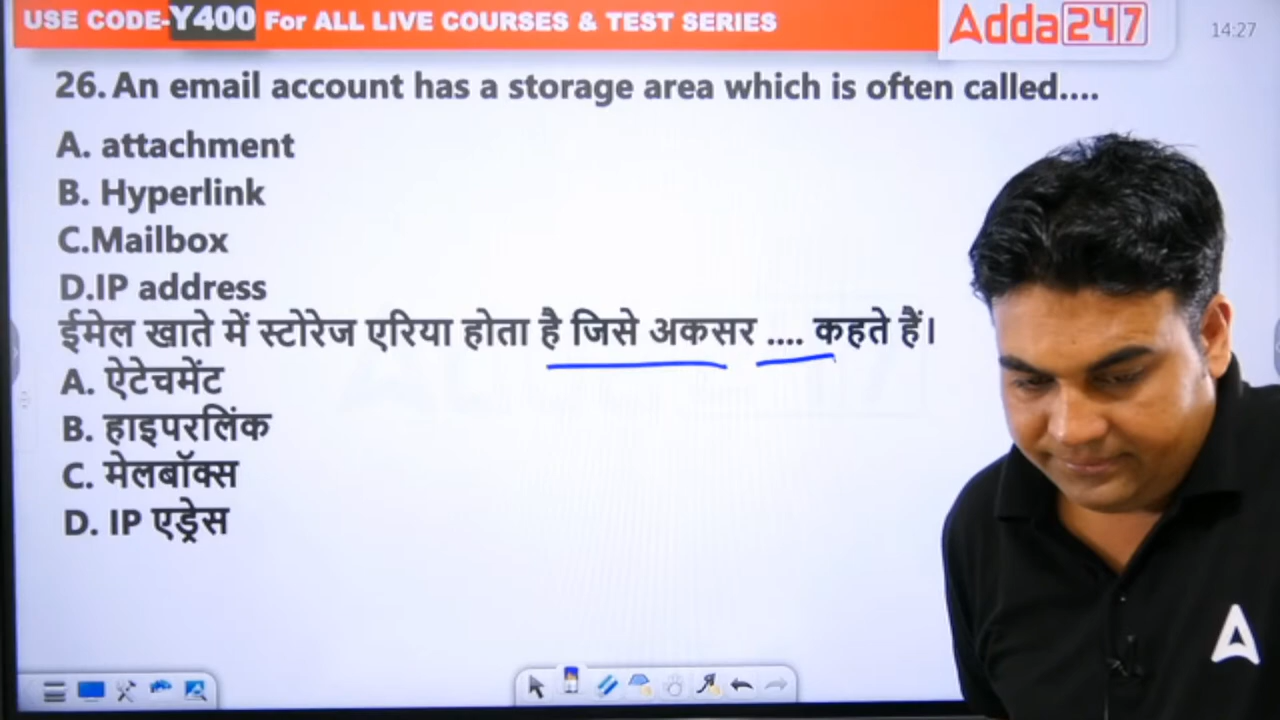 USE CODE-Y400 For ALL LIVE COURSES & TEST SERIES
Adda247
14:27
26. An email account has a storage area which is often called....
A. attachment
B. Hyperlink
C.Mailbox
D.IP address
ईमेल खाते में स्टोरेज एरिया होता है जिसे अकसर .... कहते हैं।
A. ऐटेचमेंट
B. हाइपरलिंक
C. मेलबॉक्स
D. IP एड्रेस